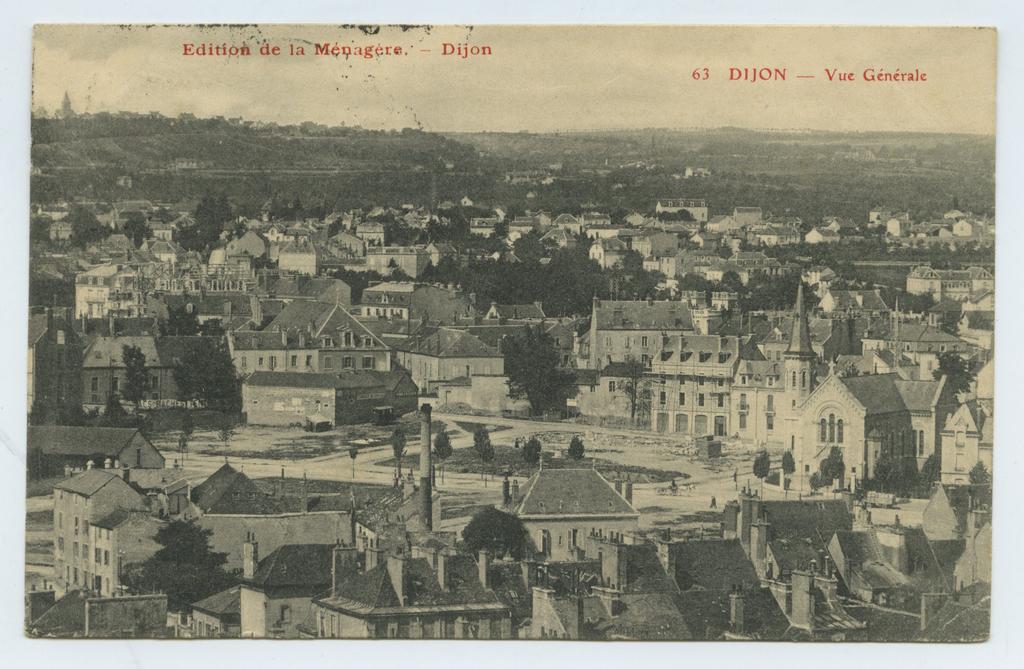 Edition de la Ménagère. – Dijon
63 DIJON — Vue Générale